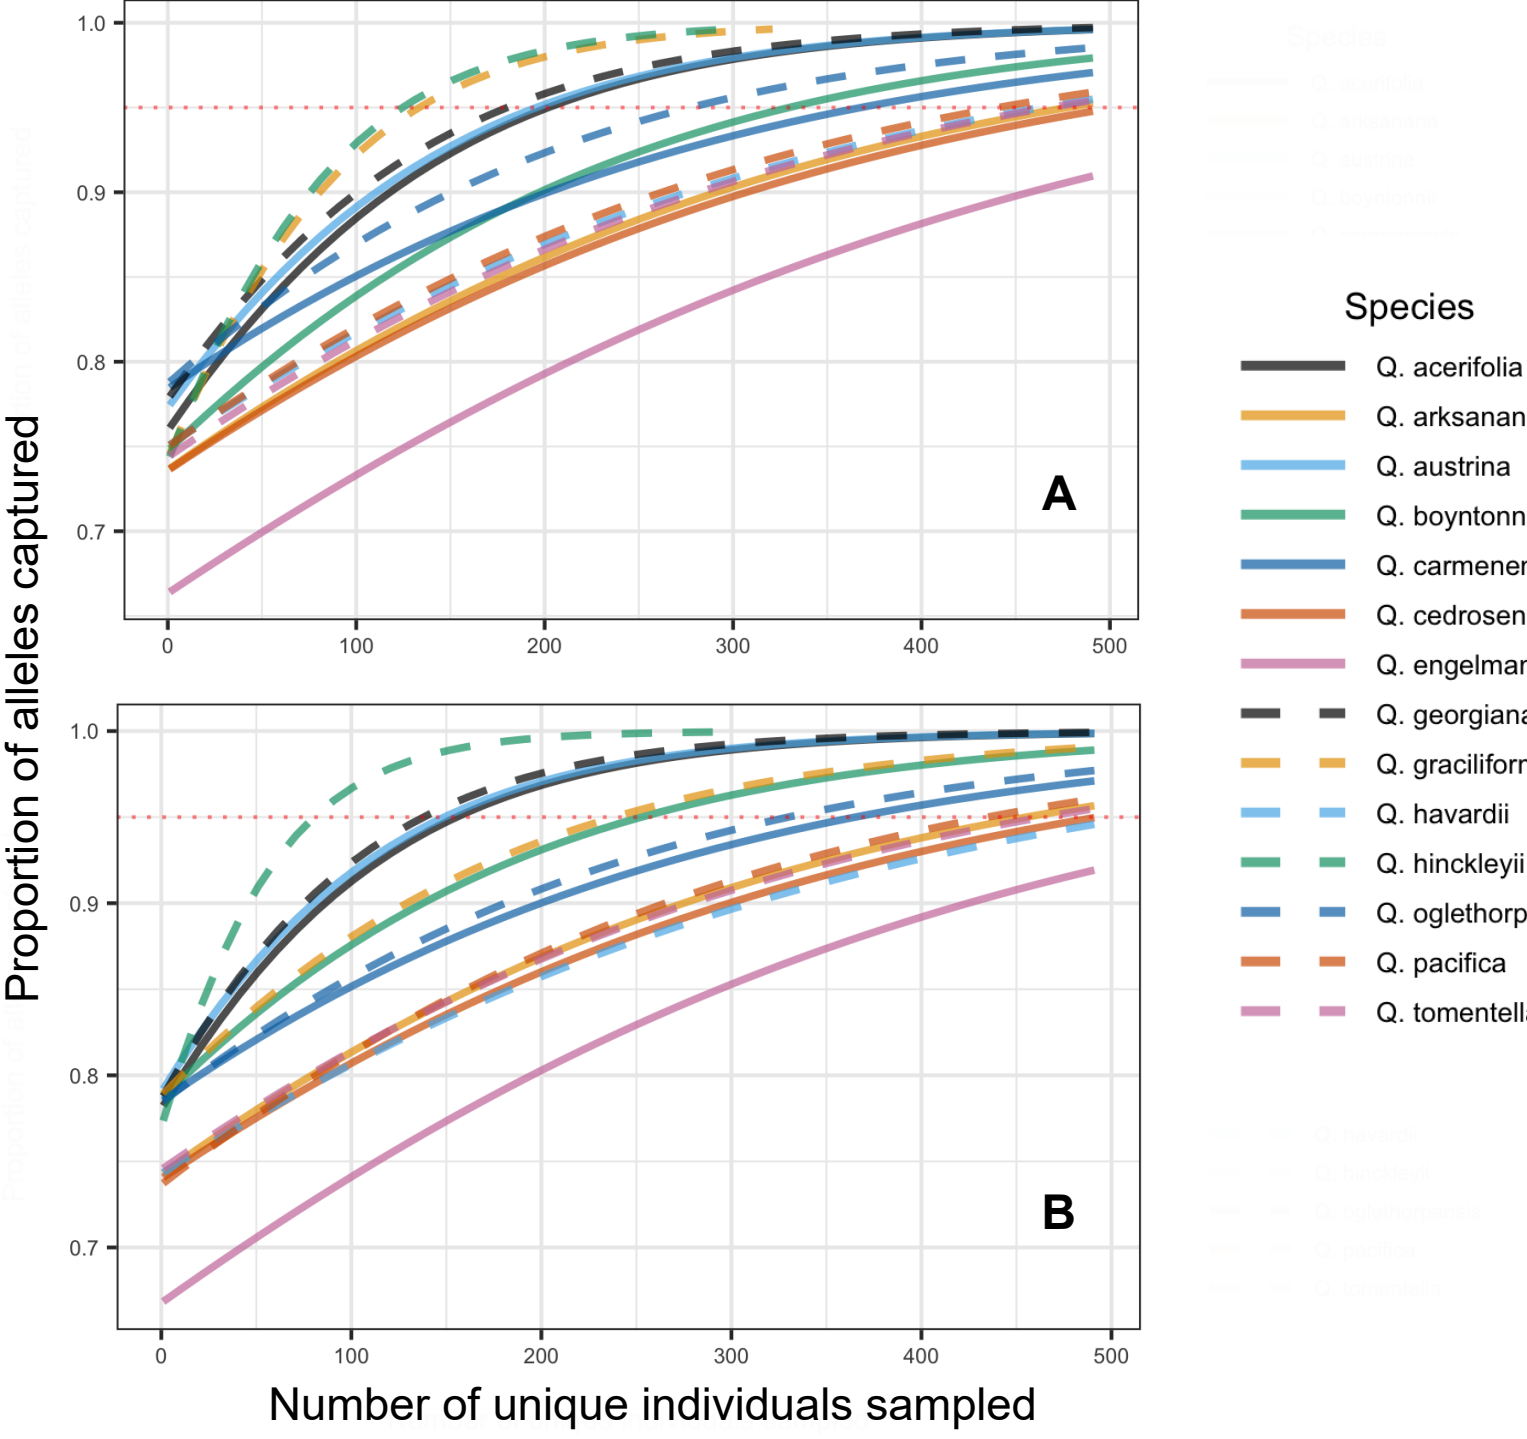 Proportion of alleles captured
1.0
0.9
0.8
0.7
A
0
100
200
300
400
500
1.0
0.9
0.8
0.7
B
0
100
200
300
400
500
Number of unique individuals sampled
Species
Q. acerifolia
Q. arksanan
Q. austrina
Q. boyntonn
Q. carmener
Q. cedrosen
Q. engelmar
Q. georgiana
Q. graciliforn
Q. havardii
Q. hinckleyii
Q. oglethorp
Q. pacifica
Q. tomentella